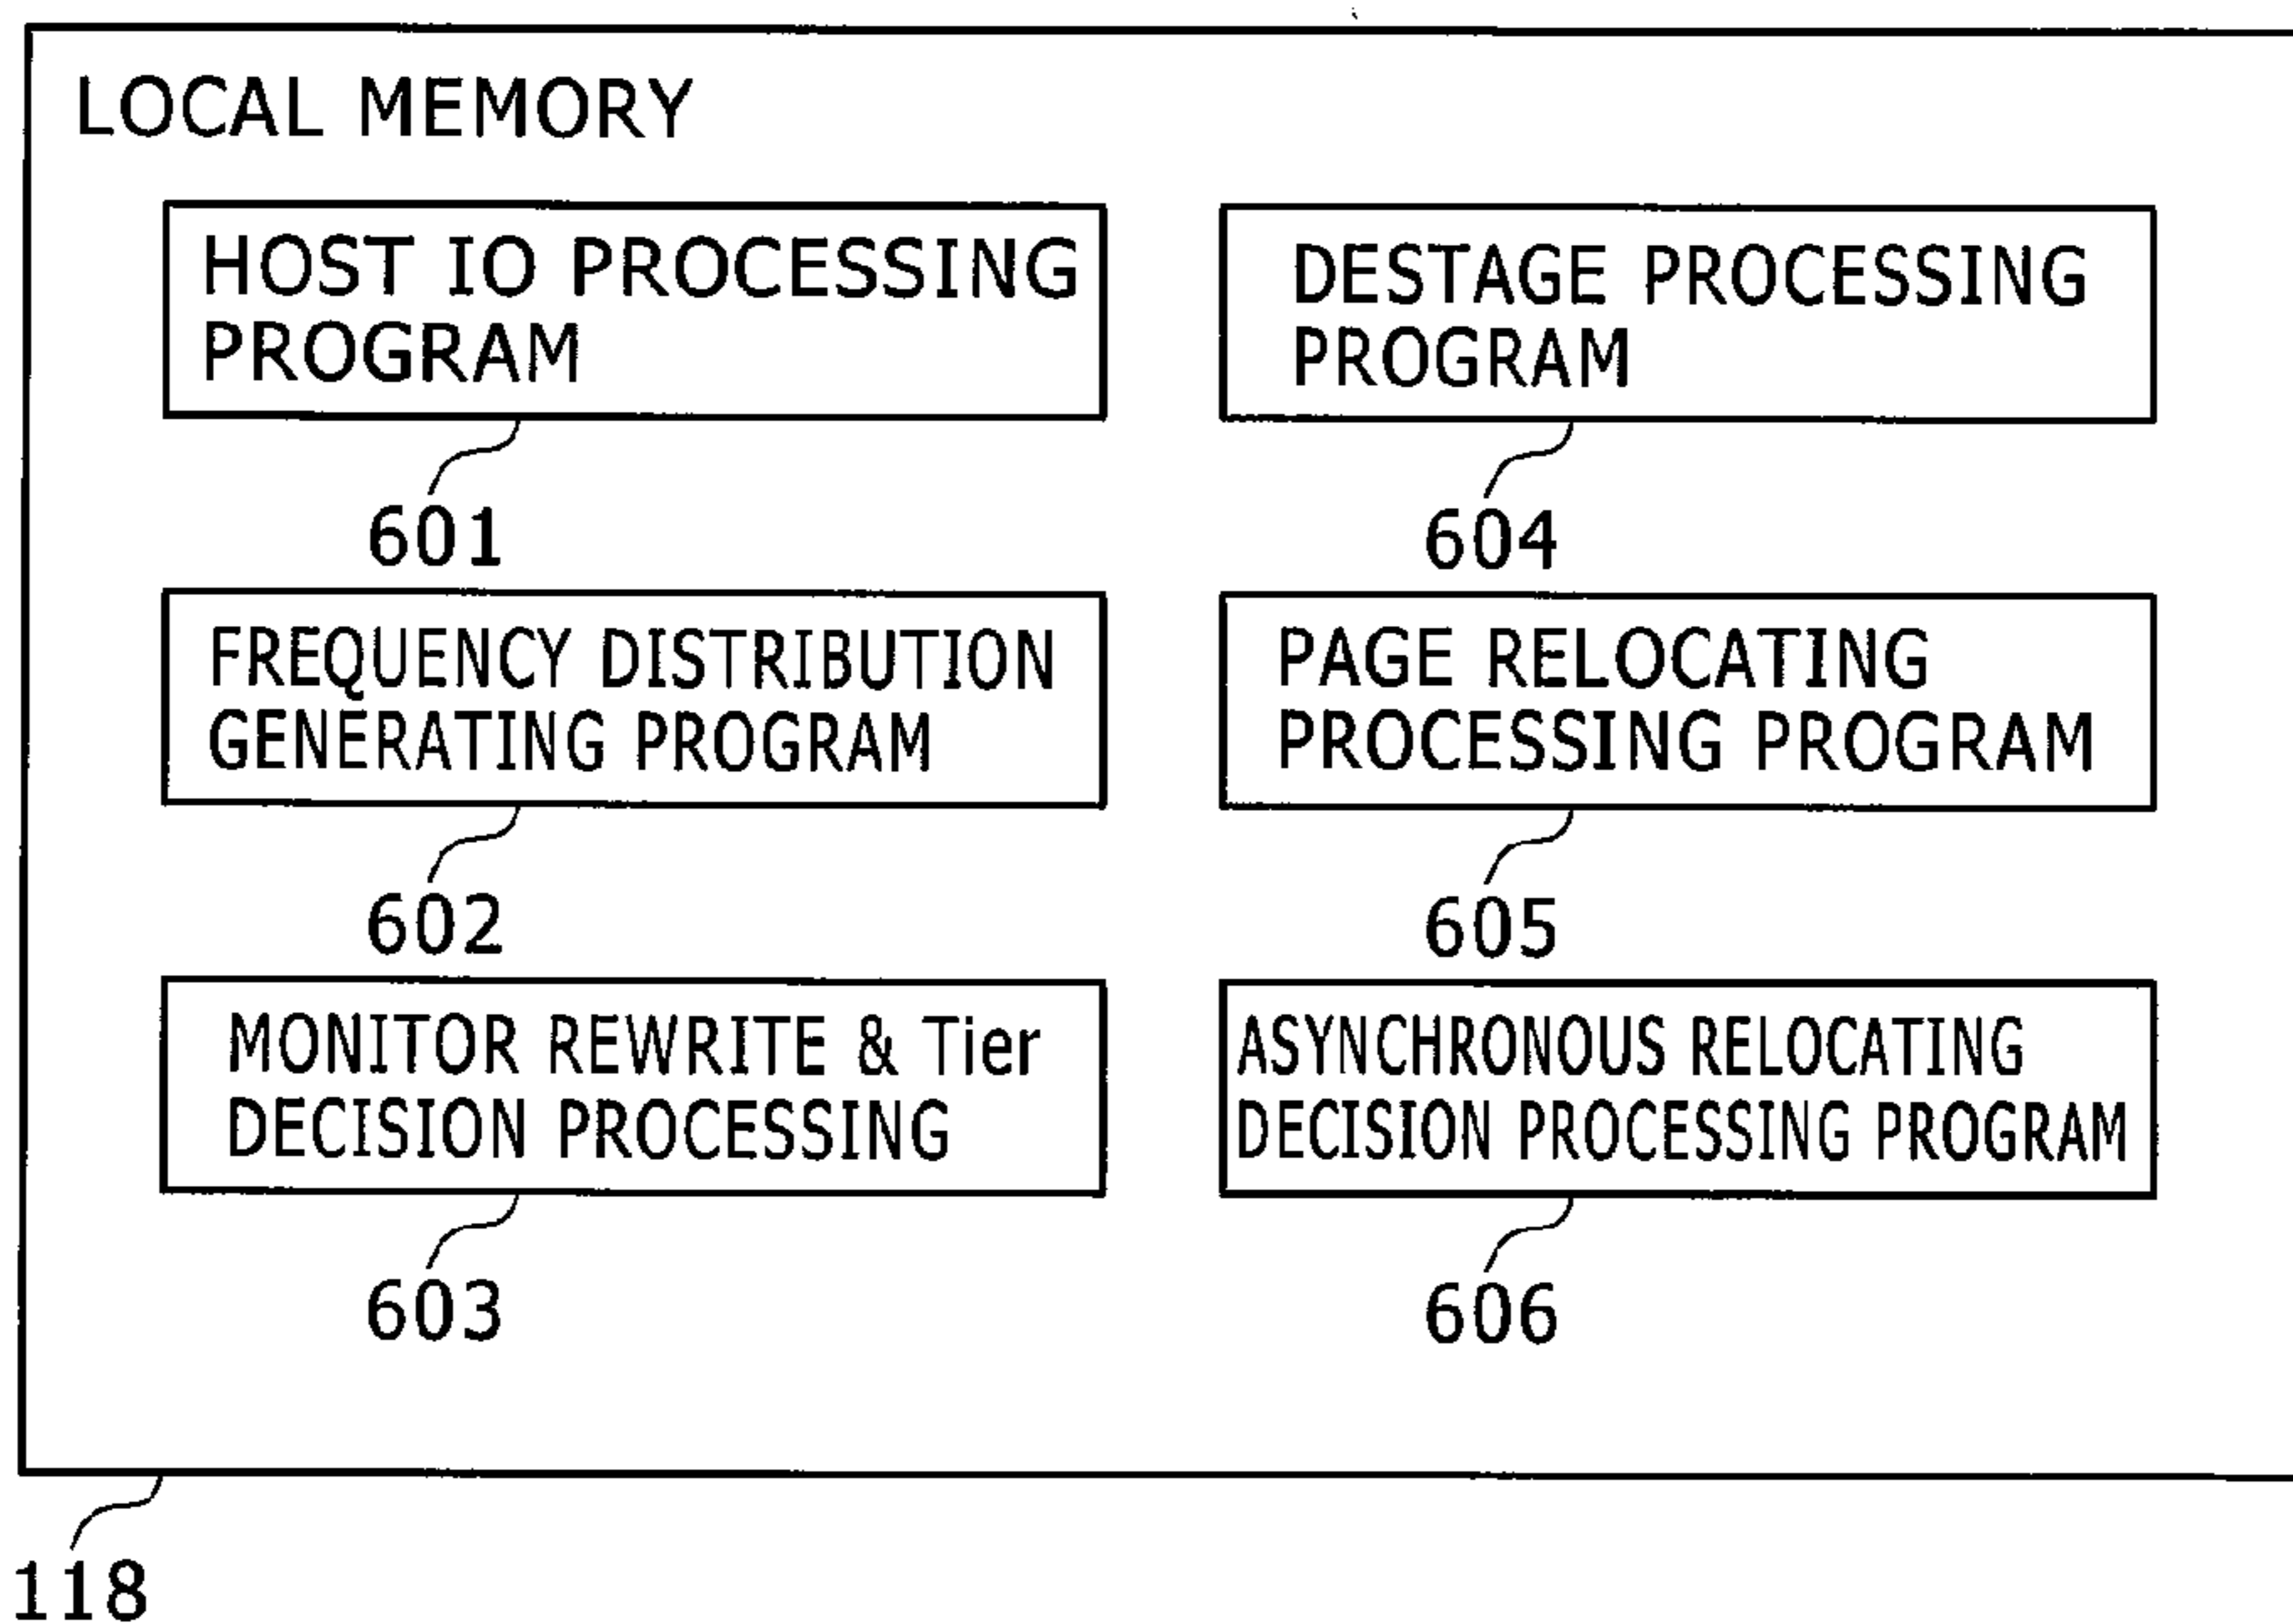 LOCAL MEMORY
HOST IO PROCESSING
PROGRAM
601
DESTAGE PROCESSING
PROGRAM
604
FREQUENCY DISTRIBUTION
GENERATING PROGRAM
602
PAGE RELOCATING
PROCESSING PROGRAM
605
MONITOR REWRITE & Tier
DECISION PROCESSING
603
ASYNCHRONOUS RELOCATING
DECISION PROCESSING PROGRAM
606
118